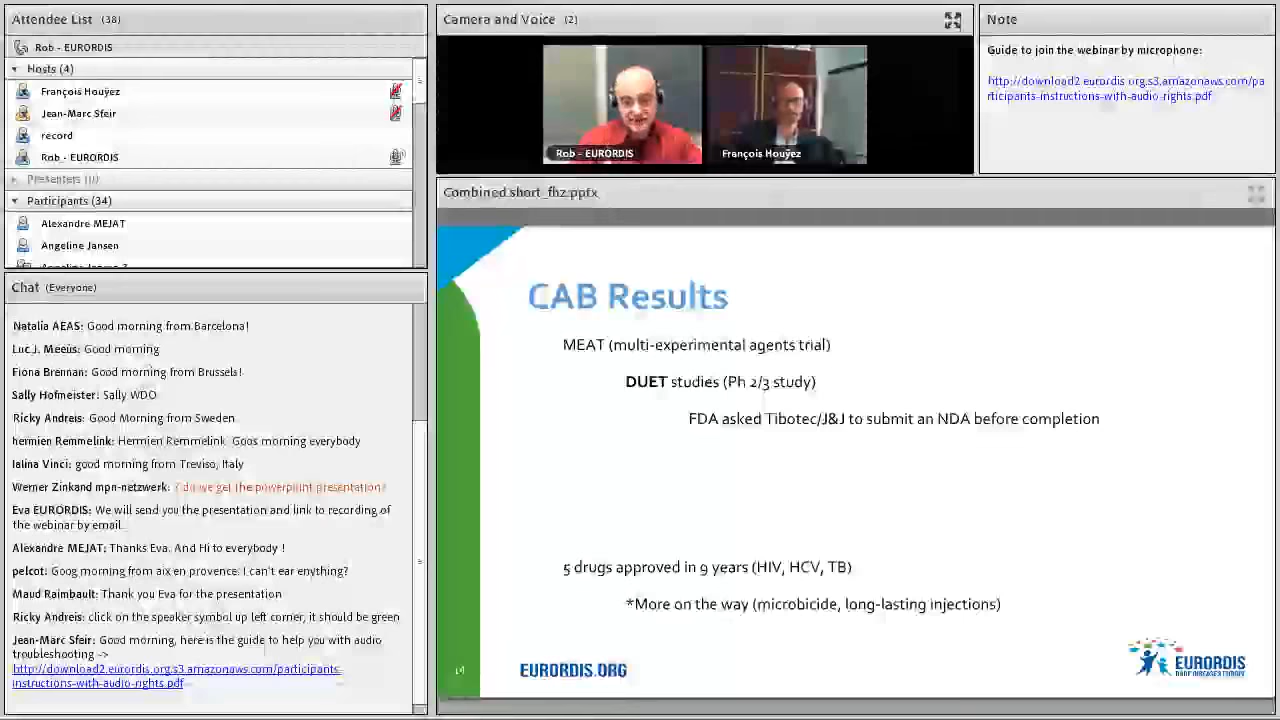 Attendee List (38)
Rob - EURORDIS
Hosts (4)
François Houÿez
Jean-Marc Sfeir
record
Rob - EURORDIS
Presenters
Participants (34)
Alexandre MEJAT
Angeline Jansen
Chat (Everyone)
Natalia AEAS: Good morning from Barcelona!
Luc J. Meeüs: Good morning
Fiona Brennan: Good morning from Brussels!
Sally Hofmeister: Sally WDO
Ricky Andreis: Good Morning from Sweden
hermien Remmelink: Hermien Remmelink. Goos morning everybody
Vinci: good morning from Treviso, Italy
Werner Zinkand mpn-netzwerk: do we get the powerpoint presentation?
Eva EURORDIS: We will send you the presentation and link to recording of
the webinar by email.
Alexandre MEJAT: Thanks Eva. And Hi to everybody !
pelcot: Goog morning from aix en provence. I can't ear enything?
Maud Raimbault: Thank you Eva for the presentation
Ricky Andreis: click on the speaker symbol up left corner, it should be green
Jean-Marc Sfeir: Good morning, here is the guide to help you with audio
troubleshooting ->
http://download2.eurordis.org.s3.amazonaws.com/participants-
instructions-with-audio-rights.pdf
Camera and Voice (2)
Rob - EURORDIS
François Houÿez
Note
Guide to join the webinar by microphone:
http://download2.eurordis.org.s3.amazonaws.com/pa
rticipants-instructions-with-audio-rights.pdf
Combined short_fhz.pptx
CAB Results
MEAT (multi-experimental agents trial)
DUET studies (Ph 2/3 study)
FDA asked Tibotec/J&J to submit an NDA before completion
5 drugs approved in 9 years (HIV, HCV, TB)
*More on the way (microbicide, long-lasting injections)
EURORDIS.ORG
EURORDIS
RARE DISEASES EUROPE